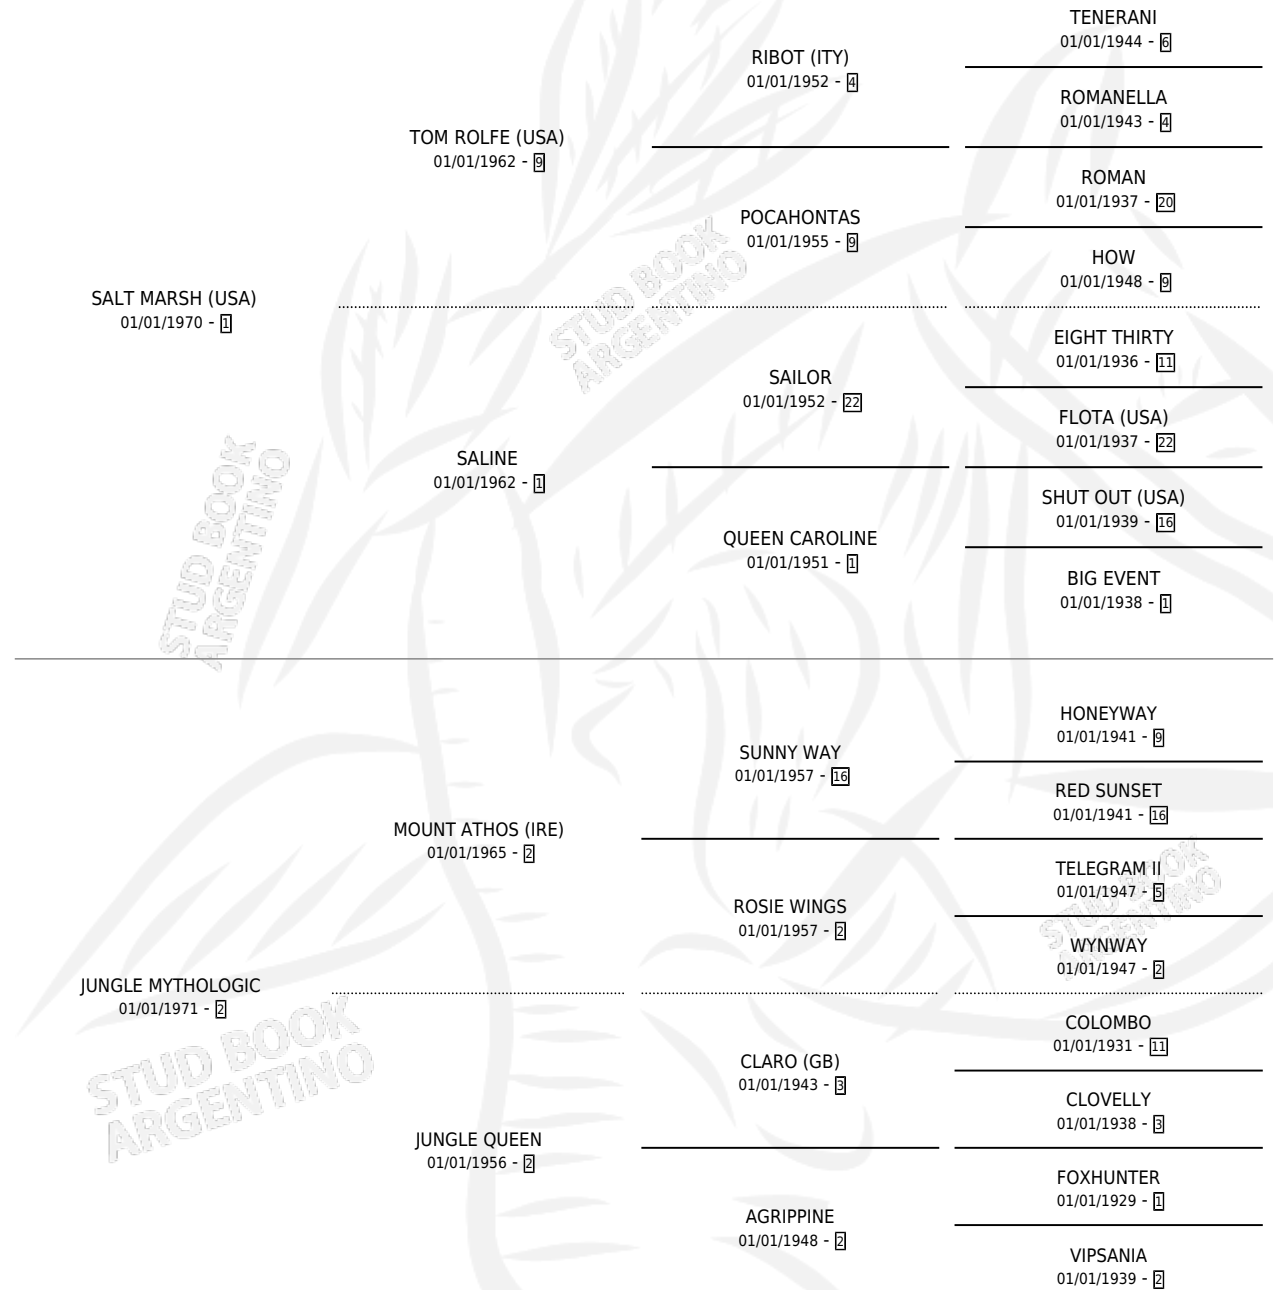 TENERANI
01/01/1944 - 6
RIBOT (ITY)
01/01/1952 - 4
ROMANELLA
01/01/1943 - 4
TOM ROLFE (USA)
01/01/1962 - 9
ROMAN
01/01/1937 - 20
POCAHONTAS
01/01/1955 - 9
HOW
01/01/1948 - 9
SALT MARSH (USA)
01/01/1970 - 1
STUD BOOK
ARGENTINO
EIGHT THIRTY
01/01/1936 - 11
SAILOR
01/01/1952 - 22
FLOTA (USA)
01/01/1937 - 22
SALINE
01/01/1962 - 1
SHUT OUT (USA)
01/01/1939 - 16
QUEEN CAROLINE
01/01/1951 - 1
BIG EVENT
01/01/1938 - 1
STUD BOOK
ARGENTINO
HONEYWAY
01/01/1941 - 9
SUNNY WAY
01/01/1957 - 16
RED SUNSET
01/01/1941 - 16
MOUNT ATHOS (IRE)
01/01/1965 - 2
TELEGRAM II
01/01/1947 - 5
ROSIE WINGS
01/01/1957 - 2
STUD BOOK
ARGENTINO
WYNWAY
01/01/1947 - 2
JUNGLE MYTHOLOGIC
01/01/1971 - 2
COLOMBO
01/01/1931 - 11
CLARO (GB)
01/01/1943 - 3
STUD BOOK
ARGENTINO
CLOVELLY
01/01/1938 - 3
JUNGLE QUEEN
01/01/1956 - 2
FOXHUNTER
01/01/1929 - 1
AGRIPPINE
01/01/1948 - 2
VIPSANIA
01/01/1939 - 2